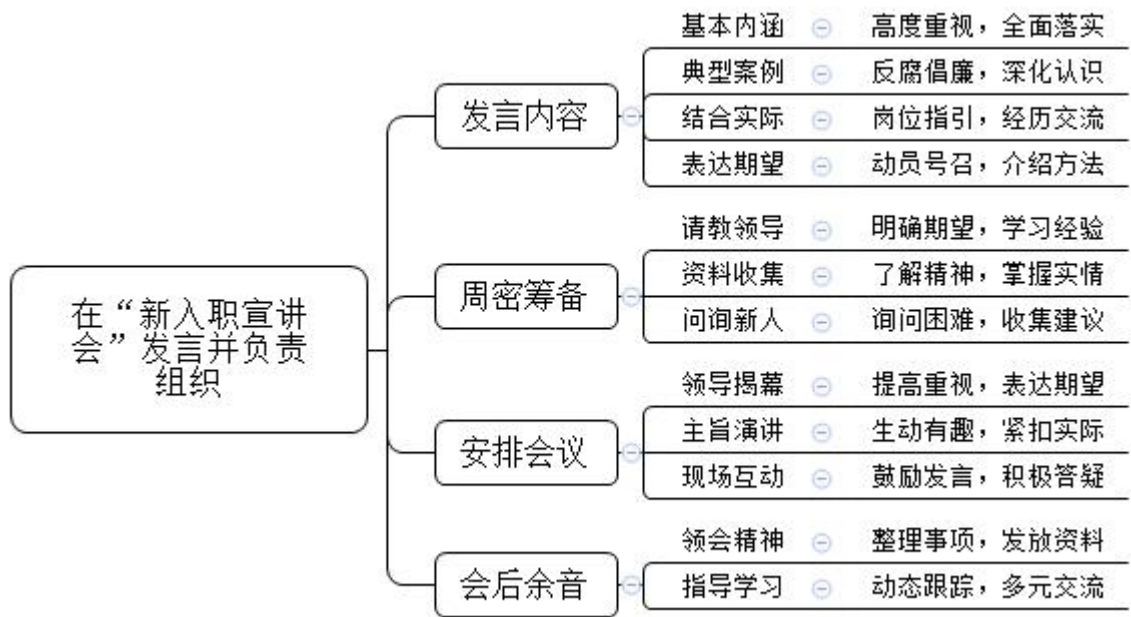 在“新入职宣讲
会”发言并负责
组织
发言内容
基本内涵 高度重视，全面落实
典型案例 反腐倡廉，深化认识
结合实际 岗位指引，经历交流
表达期望 动员号召，介绍方法
周密筹备
请教领导 明确期望，学习经验
资料收集 了解精神，掌握实情
问询新人 询问困难，收集建议
安排会议
领导揭幕 提高重视，表达期望
主旨演讲 生动有趣，紧扣实际
现场互动 鼓励发言，积极答疑
会后余音
领会精神 整理事项，发放资料
指导学习 动态跟踪，多元交流